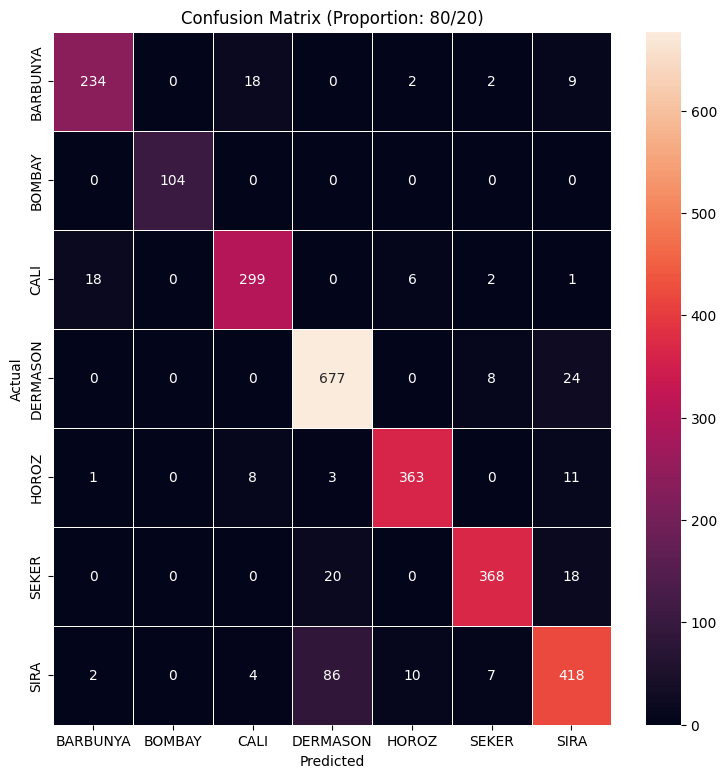 Confusion Matrix (Proportion: 80/20)
Actual
BARBUNYA 234 0 18 0 2 2 9
BOMBAY 0 104 0 0 0 0 0
CALI 18 0 299 0 6 2 1
DERMASON 0 0 0 677 0 8 24
HOROZ 1 0 8 3 363 0 11
SEKER 0 0 0 20 0 368 18
SIRA 2 0 4 86 10 7 418
BARBUNYA BOMBAY CALI DERMASON HOROZ SEKER SIRA
Predicted
600
500
400
300
200
100
0